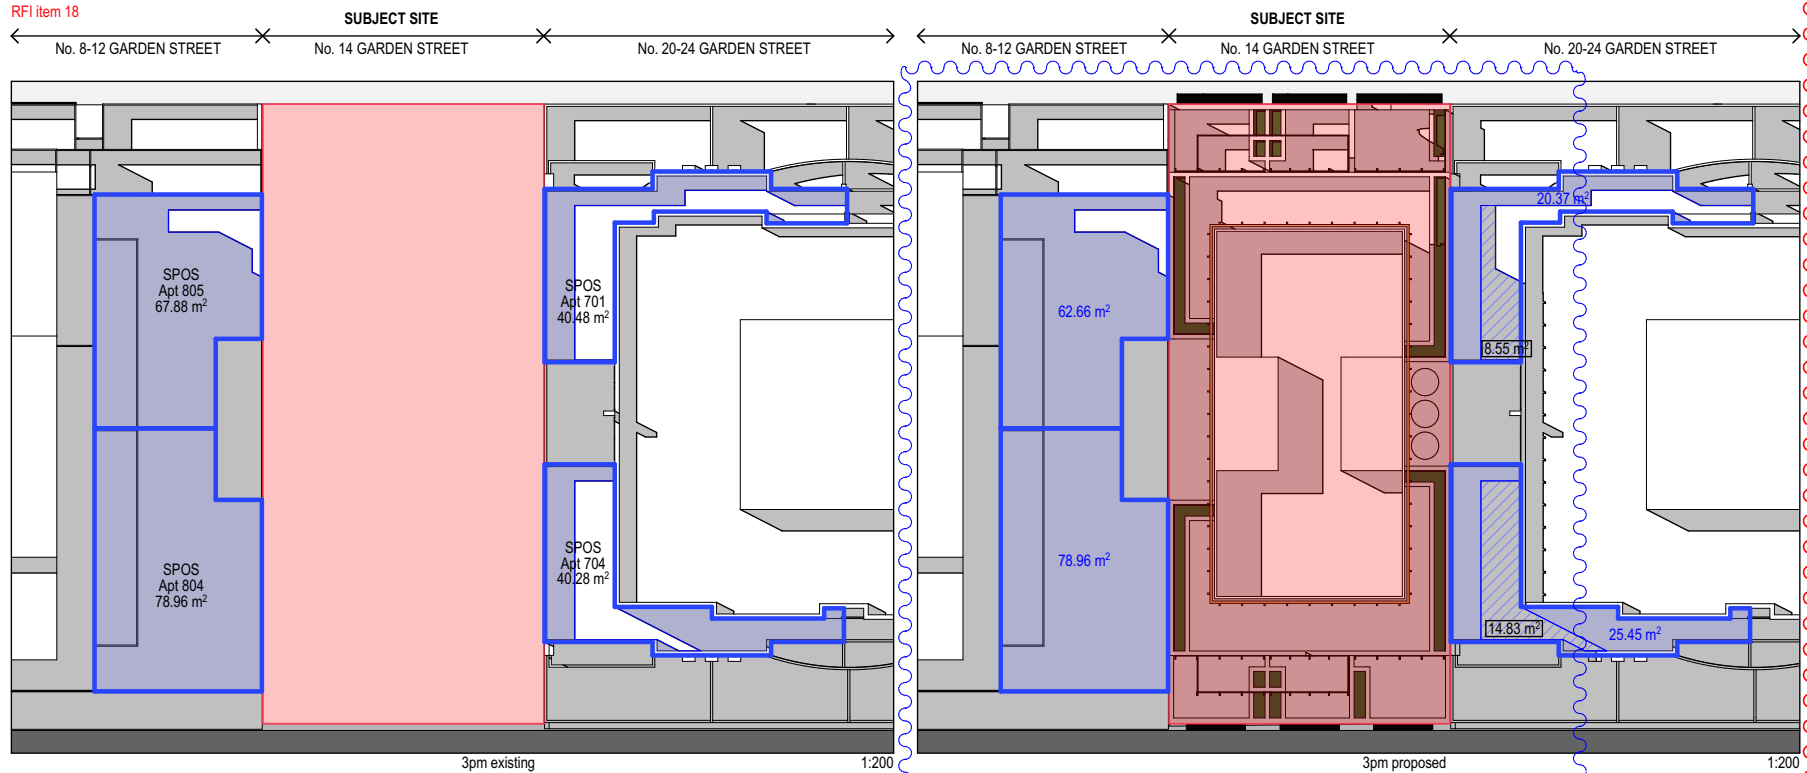 RFI item 18
SUBJECT SITE
No. 8-12 GARDEN STREET
No. 14 GARDEN STREET
No. 20-24 GARDEN STREET
SPOS
Apt 805
67.88 m²
SPOS
Apt 701
40.48 m²
SPOS
Apt 804
78.96 m²
SPOS
Apt 704
40.28 m²
3pm existing
1:200
SUBJECT SITE
No. 8-12 GARDEN STREET
No. 14 GARDEN STREET
No. 20-24 GARDEN STREET
20.37 m²
62.66 m²
8.55 m²
78.96 m²
14.83 m²
25.45 m²
3pm proposed
1:200